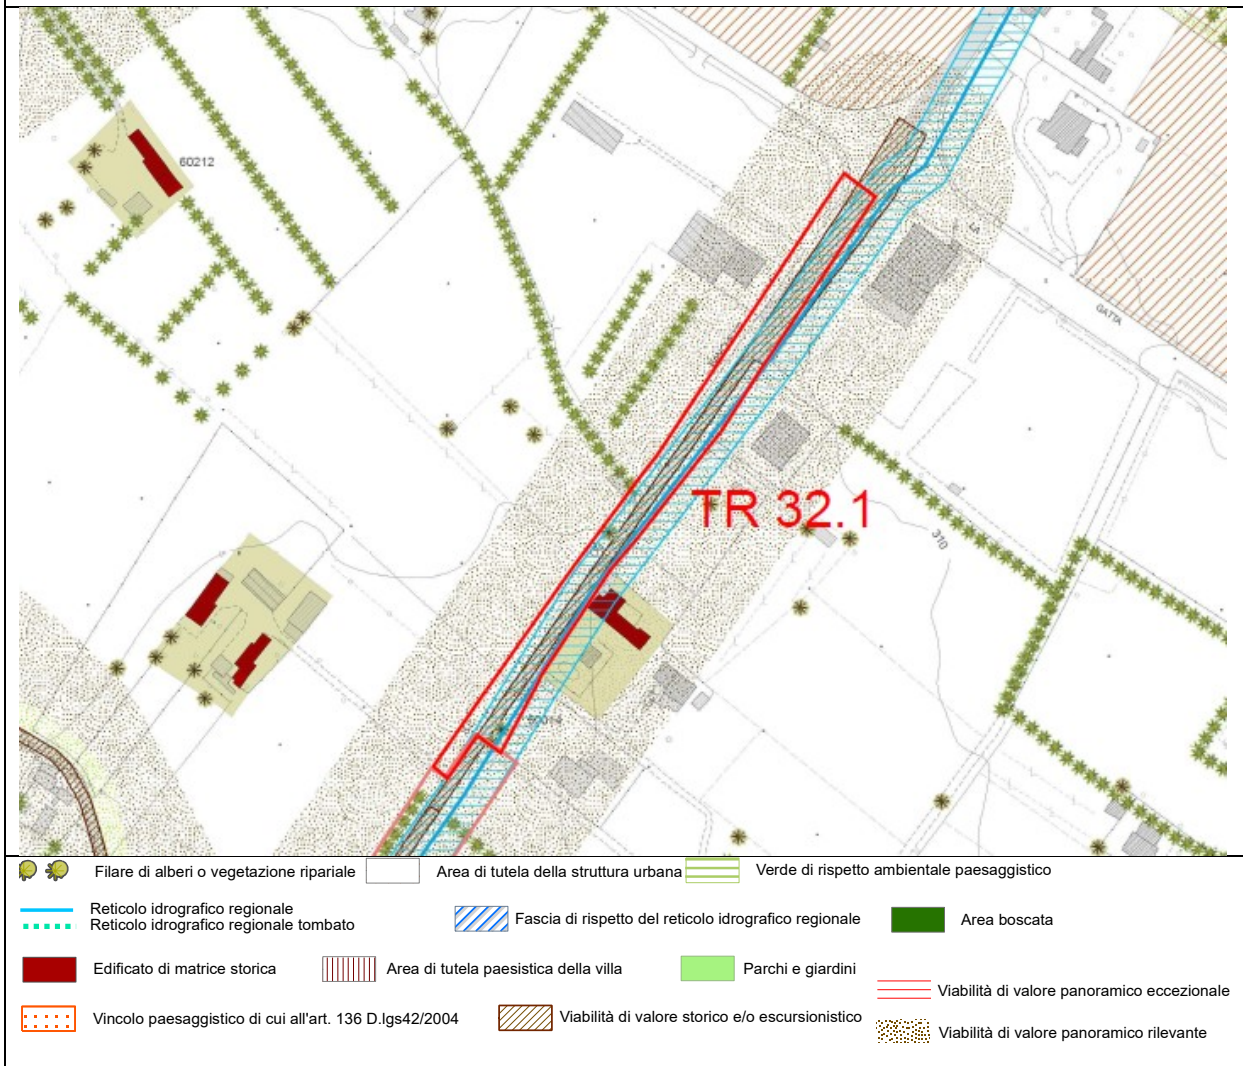 60212
GATTA
TR 32.1
310
Filare di alberi o vegetazione ripariale
Area di tutela della struttura urbana
Verde di rispetto ambientale paesaggistico
Reticolo idrografico regionale
Reticolo idrografico regionale tombato
Fascia di rispetto del reticolo idrografico regionale
Area boscata
Edificato di matrice storica
Area di tutela paesistica della villa
Parchi e giardini
Viabilità di valore panoramico eccezionale
Vincolo paesaggistico di cui all'art. 136 D.lgs42/2004
Viabilità di valore storico e/o escursionistico
Viabilità di valore panoramico rilevante